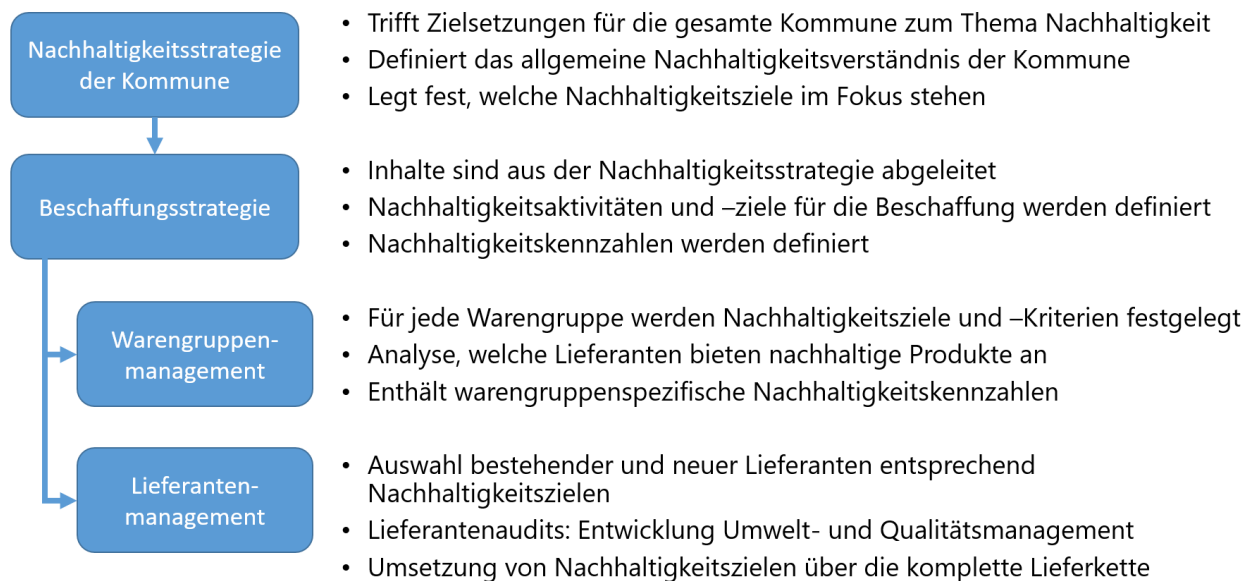 Nachhaltigkeitsstrategie
der Kommune
• Trifft Zielsetzungen für die gesamte Kommune zum Thema Nachhaltigkeit
• Definiert das allgemeine Nachhaltigkeitsverständnis der Kommune
• Legt fest, welche Nachhaltigkeitsziele im Fokus stehen
Beschaffungsstrategie
• Inhalte sind aus der Nachhaltigkeitsstrategie abgeleitet
• Nachhaltigkeitsaktivitäten und –ziele für die Beschaffung werden definiert
• Nachhaltigkeitskennzahlen werden definiert
Warengruppen-
management
• Für jede Warengruppe werden Nachhaltigkeitsziele und –Kriterien festgelegt
• Analyse, welche Lieferanten bieten nachhaltige Produkte an
• Enthält warengruppenspezifische Nachhaltigkeitskennzahlen
Lieferanten-
management
• Auswahl bestehender und neuer Lieferanten entsprechend
Nachhaltigkeitszielen
• Lieferantenaudits: Entwicklung Umwelt- und Qualitätsmanagement
• Umsetzung von Nachhaltigkeitszielen über die komplette Lieferkette